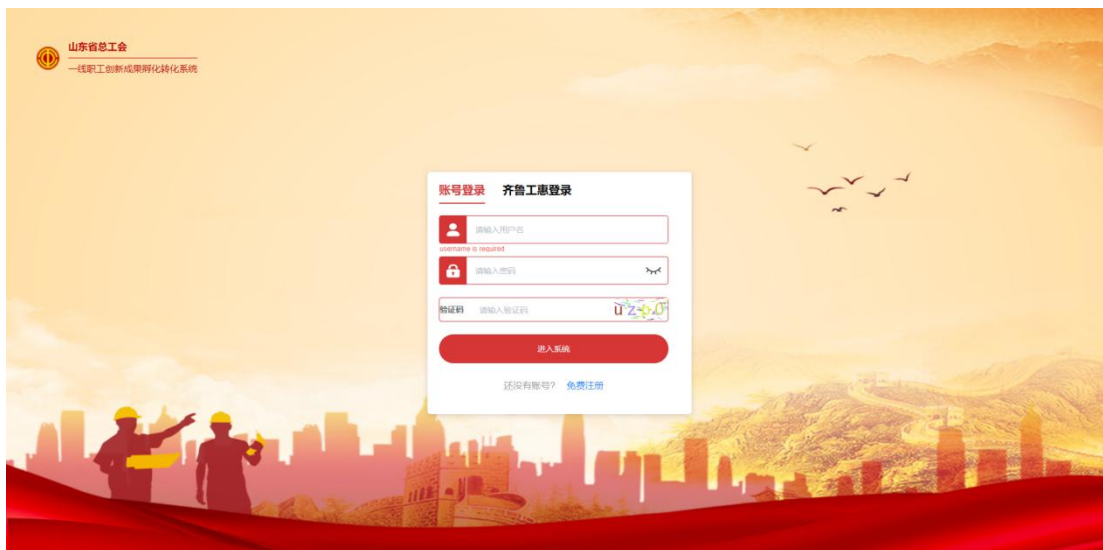 山东省总工会
一线职工创新成果孵化转化系统
账号登录 齐鲁工惠登录
请输入用户名
username is required
请输入密码
验证码 请输入验证码 uzp0
进入系统
还没有账号? 免费注册